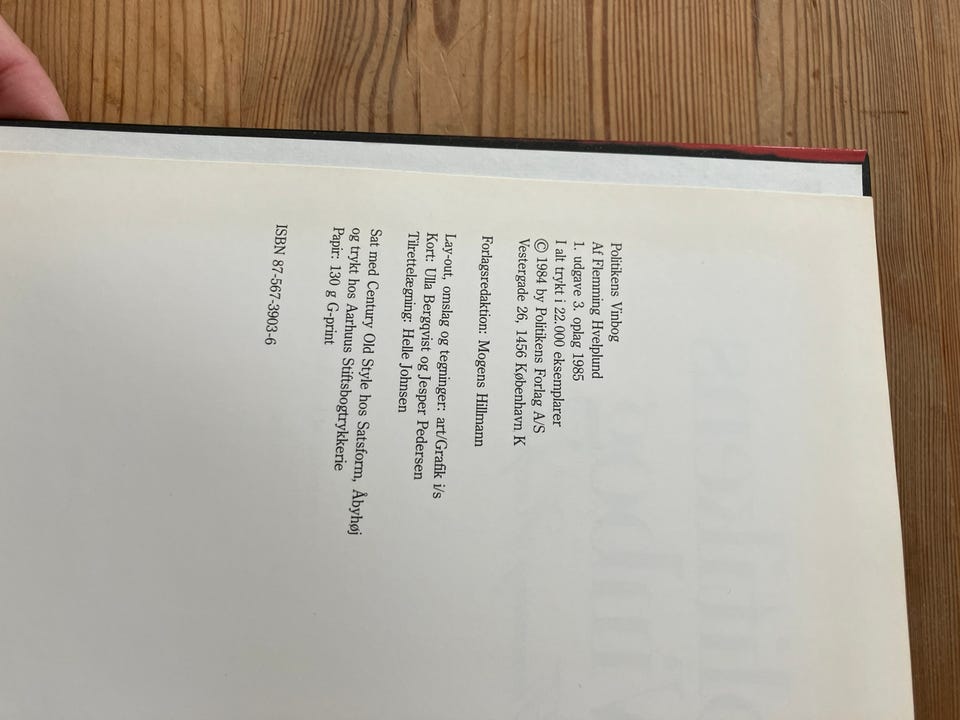 Politikens Vinbog
Af Flemming Hvelplund
1. udgave 3. oplag 1985
I alt trykt i 22.000 eksemplarer
© 1984 by Politikens Forlag A/S
Vestergade 26, 1456 København K
Forlagsredaktion: Mogens Hillmann
Lay-out, omslag og tegninger: art/Grafik i/s
Kort: Ulla Bergqvist og Jesper Pedersen
Tilrettelægning: Helle Johnsen
Sat med Century Old Style hos Satsform, Åbyhøj
og trykt hos Aarhuus Stiftsbogtrykkerie
Papir: 130 g G-print
ISBN 87-567-3903-6